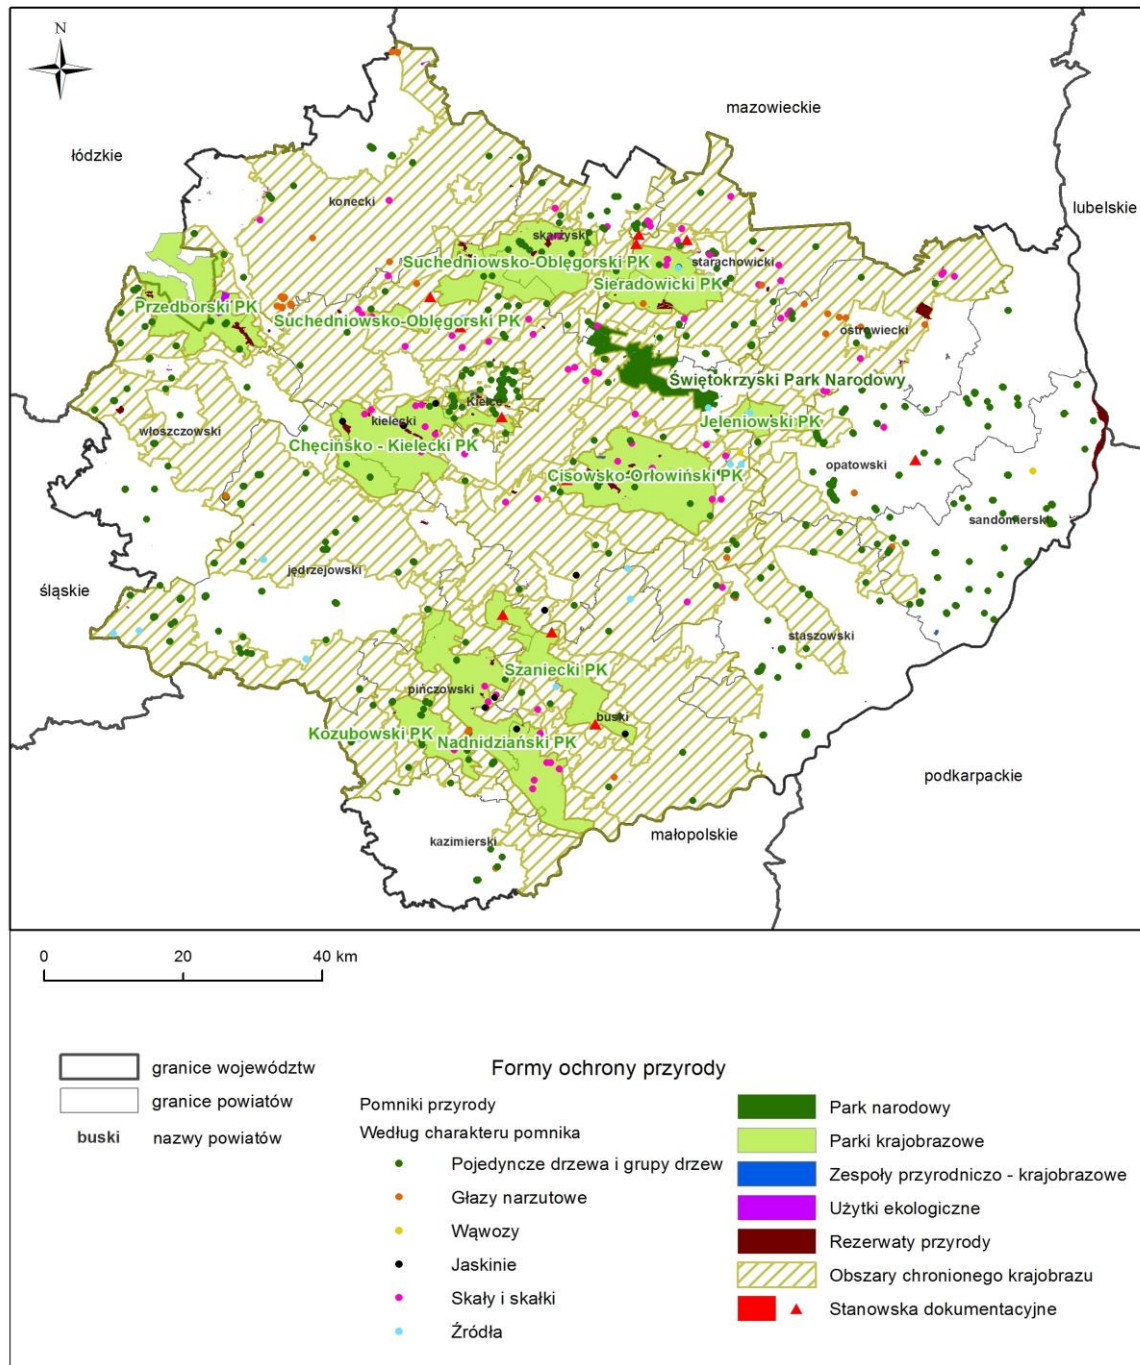 N
mazowieckie
łódzkie
lubelskie
konecki
skarżyski
Suchedniowsko-Oblęgorski PK
starachowicki
Sieradowicki PK
Przedborski PK
Suchedniowsko-Oblęgorski PK
ostrowiecki
Świętokrzyski Park Narodowy
Kielce
kielecki
Jeleniowski PK
włoszczowski
Chęcińsko - Kielecki PK
opatowski
Cisowsko-Orłowiński PK
sandomierski
jędrzejowski
śląskie
staszowski
Szaniecki PK
pińczowski
buski
Kozubowski PK
Nadnidziański PK
podkarpackie
małopolskie
kazimierski
0 20 40 km
granice województw
granice powiatów
buski nazwy powiatów
Formy ochrony przyrody
Pomniki przyrody
Według charakteru pomnika
Pojedyncze drzewa i grupy drzew
Głazy narzutowe
Wąwozy
Jaskinie
Skały i skałki
Źródła
Park narodowy
Parki krajobrazowe
Zespoły przyrodniczo - krajobrazowe
Użytki ekologiczne
Rezerwaty przyrody
Obszary chronionego krajobrazu
Stanowska dokumentacyjne